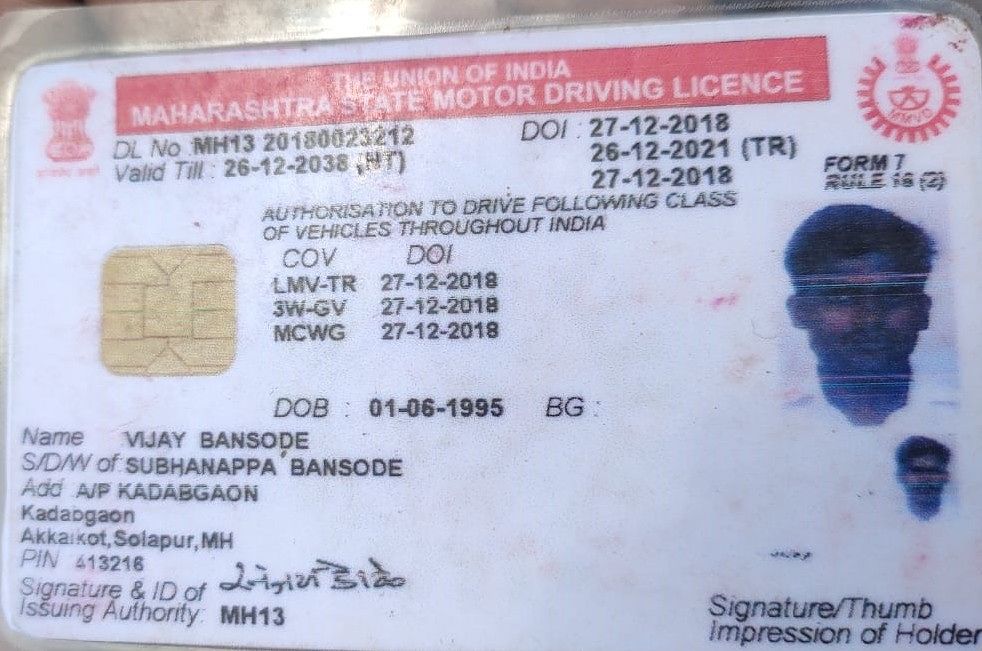 THE UNION OF INDIA
MAHARASHTRA STATE MOTOR DRIVING LICENCE
DL No MH13 20180023212 DOI : 27-12-2018
Valid Till : 26-12-2038 (NT) 26-12-2021 (TR)
27-12-2018
FORM 7
RULE 16 (2)
AUTHORISATION TO DRIVE FOLLOWING CLASS
OF VEHICLES THROUGHOUT INDIA
COV DOI
LMV-TR 27-12-2018
3W-GV 27-12-2018
MCWG 27-12-2018
DOB : 01-06-1995 BG :
Name VIJAY BANSODE
S/D/W of SUBHANAPPA BANSODE
Add A/P KADABGAON
Kadabgaon
Akkalkot,Solapur,MH
PIN 413216
Signature & ID of
Issuing Authority: MH13
Signature/Thumb
Impression of Holder